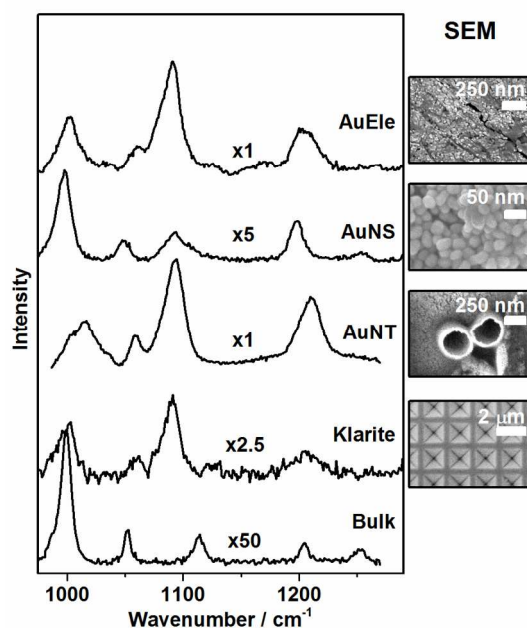 SEM
250 nm
AuEle
x1
50 nm
AuNS
x5
250 nm
AuNT
x1
2 µm
Klarite
x2.5
Bulk
x50
Intensity
1000 1100 1200
Wavenumber / cm⁻¹